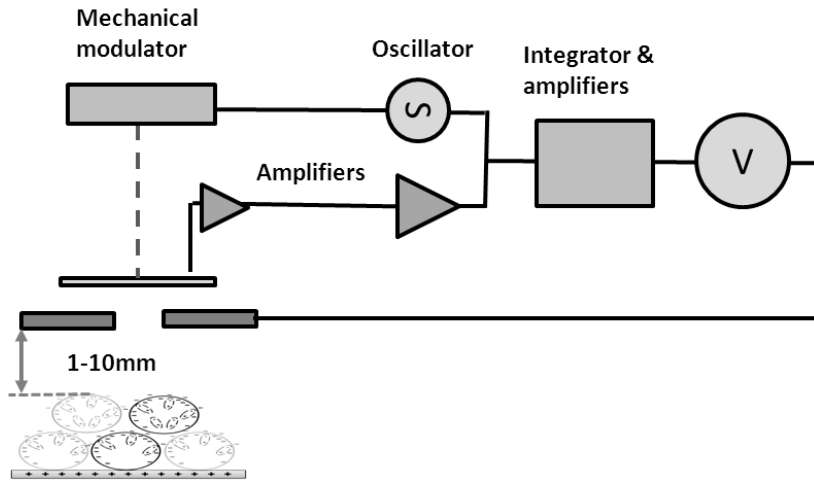 Mechanical
modulator
Oscillator
Integrator &
amplifiers
S
V
Amplifiers
1-10mm